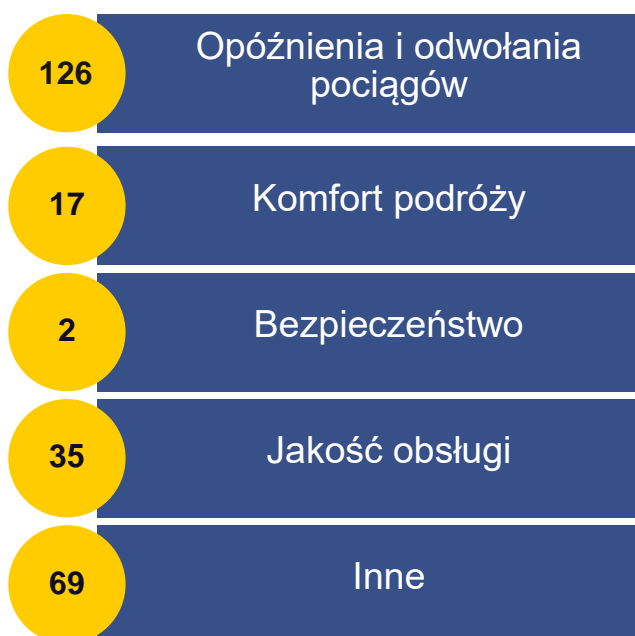 126
Opóźnienia i odwołania
pociągów
17
Komfort podróży
2
Bezpieczeństwo
35
Jakość obsługi
69
Inne